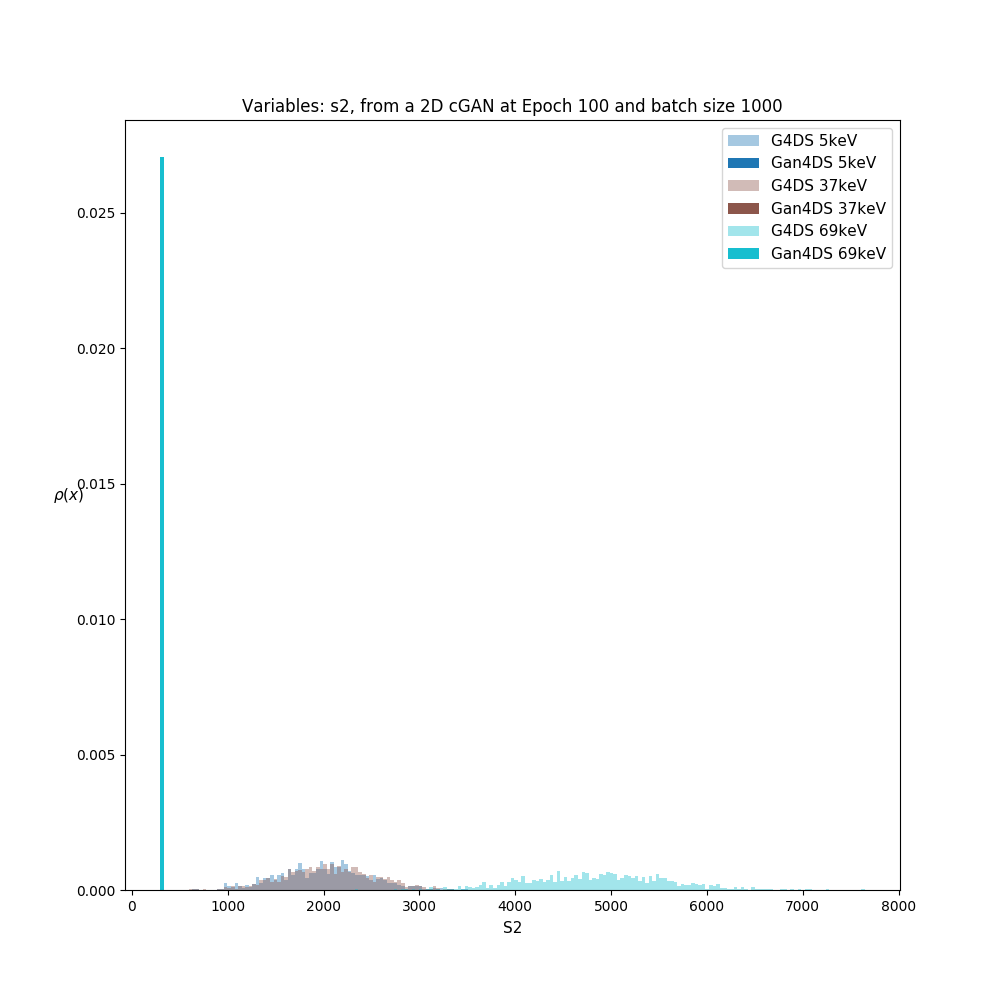 Variables: s2, from a 2D cGAN at Epoch 100 and batch size 1000
G4DS 5keV
Gan4DS 5keV
G4DS 37keV
Gan4DS 37keV
G4DS 69keV
Gan4DS 69keV
0.025
0.020
0.015
ρ(x)
0.010
0.005
0.000
0 1000 2000 3000 4000 5000 6000 7000 8000
S2